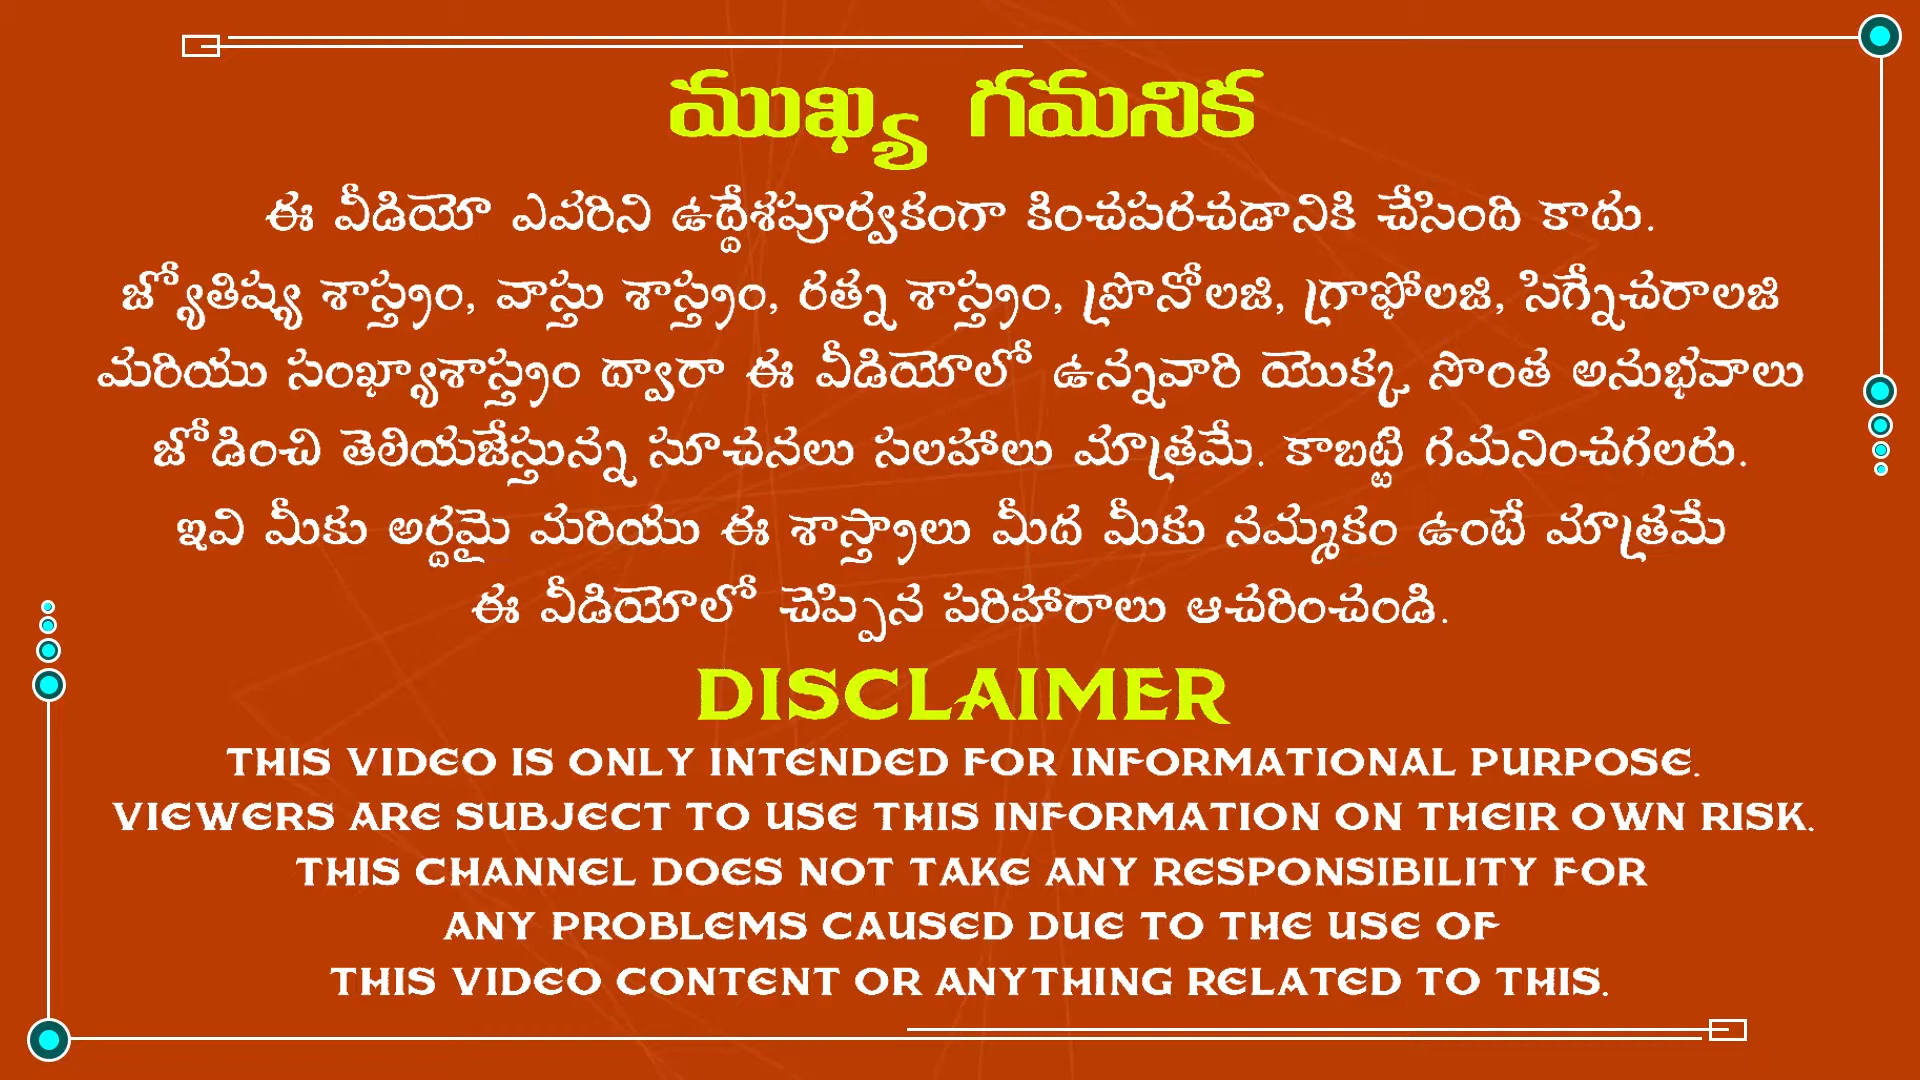 ముఖ్య గమనిక
ఈ వీడియో ఎవరిని ఉద్దేశపూర్వకంగా కించపరచడానికి చేసింది కాదు.
జ్యోతిష్య శాస్త్రం, వాస్తు శాస్త్రం, రత్న శాస్త్రం, ప్రొనోలజి, గ్రాఫోలజి, సిగ్నేచరాలజి
మరియు సంఖ్యాశాస్త్రం ద్వారా ఈ వీడియోలో ఉన్నవారి యొక్క సొంత అనుభవాలు
జోడించి తెలియజేస్తున్న సూచనలు సలహాలు మాత్రమే. కాబట్టి గమనించగలరు.
ఇవి మీకు అర్దమై మరియు ఈ శాస్త్రాలు మీద మీకు నమ్మకం ఉంటే మాత్రమే
ఈ వీడియోలో చెప్పిన పరిహారాలు ఆచరించండి.
DISCLAIMER
THIS VIDEO IS ONLY INTENDED FOR INFORMATIONAL PURPOSE.
VIEWERS ARE SUBJECT TO USE THIS INFORMATION ON THEIR OWN RISK.
THIS CHANNEL DOES NOT TAKE ANY RESPONSIBILITY FOR
ANY PROBLEMS CAUSED DUE TO THE USE OF
THIS VIDEO CONTENT OR ANYTHING RELATED TO THIS.